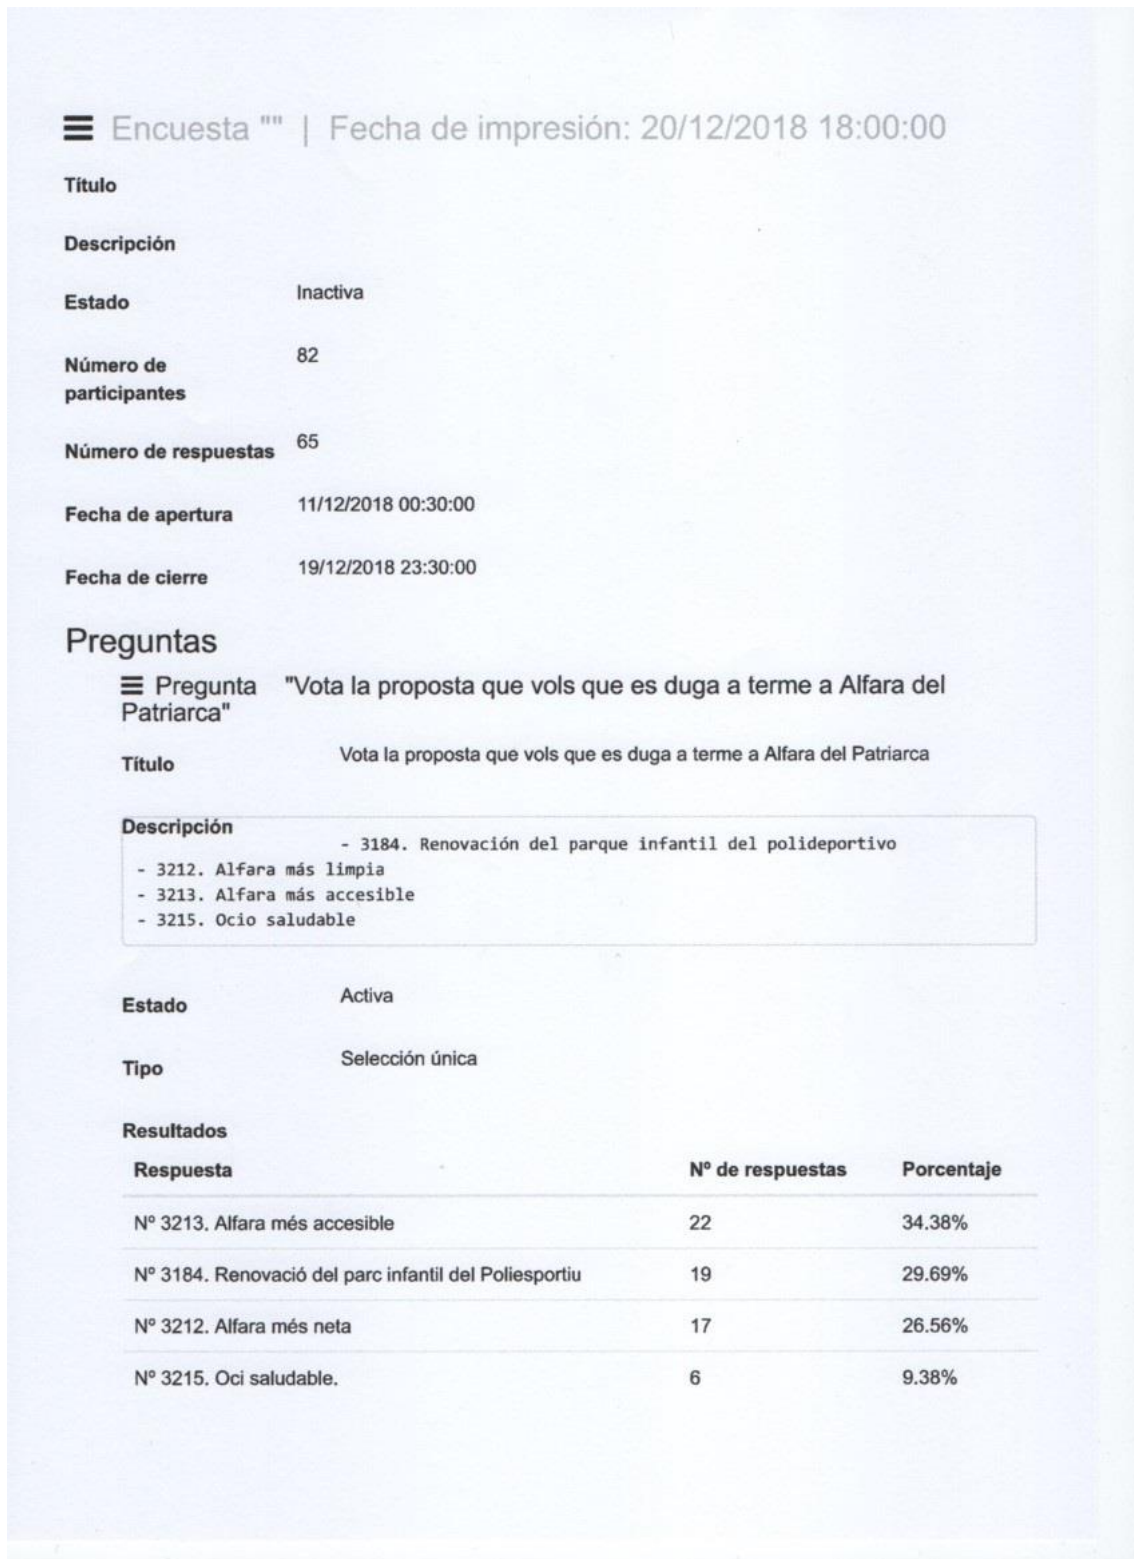 Encuesta "" | Fecha de impresión: 20/12/2018 18:00:00
Título
Descripción
Estado Inactiva
Número de participantes 82
Número de respuestas 65
Fecha de apertura 11/12/2018 00:30:00
Fecha de cierre 19/12/2018 23:30:00
Preguntas
Pregunta "Vota la proposta que vols que es duga a terme a Alfara del
Patriarca"
Título Vota la proposta que vols que es duga a terme a Alfara del Patriarca
Descripción
- 3184. Renovación del parque infantil del polideportivo
- 3212. Alfara más limpia
- 3213. Alfara más accesible
- 3215. Ocio saludable
Estado Activa
Tipo Selección única
Resultados
Respuesta Nº de respuestas Porcentaje
Nº 3213. Alfara més accesible 22 34.38%
Nº 3184. Renovació del parc infantil del Poliesportiu 19 29.69%
Nº 3212. Alfara més neta 17 26.56%
Nº 3215. Oci saludable. 6 9.38%